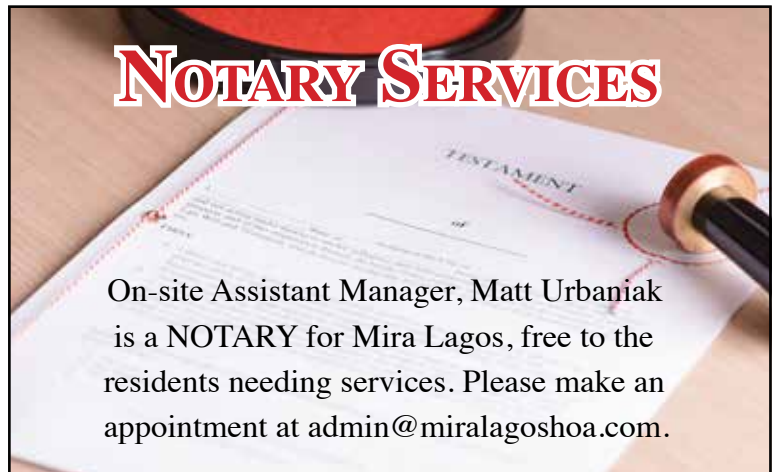 NOTARY SERVICES
TESTAMENT
of
On-site Assistant Manager, Matt Urbaniak
is a NOTARY for Mira Lagos, free to the
residents needing services. Please make an
appointment at admin@miralagoshoa.com.